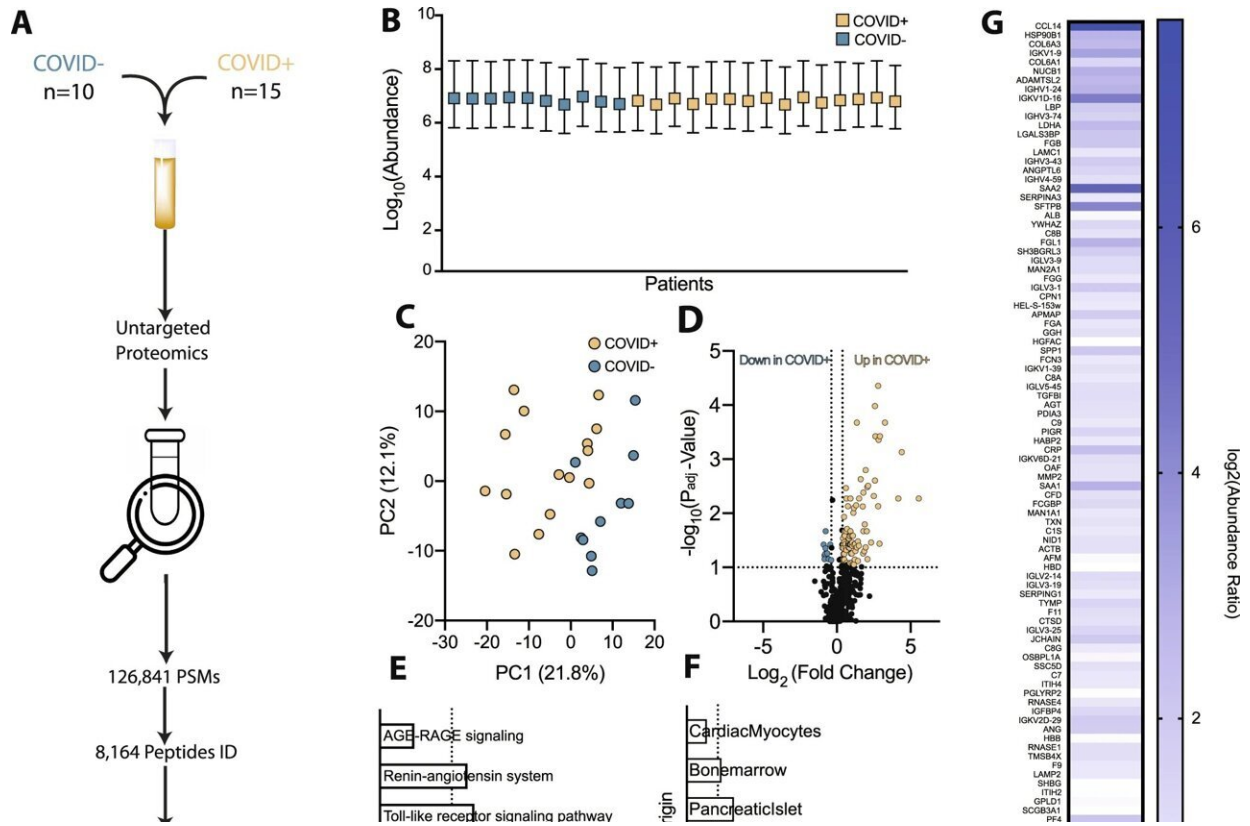 A
COVID-
n=10
COVID+
n=15
Untargeted
Proteomics
126,841 PSMs
8,164 Peptides ID
B
COVID+
COVID-
Log10(Abundance)
10
8
6
4
2
0
Patients
C
COVID+
COVID-
PC2 (12.1%)
20
10
0
-10
-20
-30
-20
-10
0
10
20
PC1 (21.8%)
D
Down in COVID+
Up in COVID+
-log10(Padj-Value)
5
4
3
2
1
0
-5
0
5
Log2 (Fold Change)
E
AGE-RAGE signaling
Renin-angiotensin system
Toll-like receptor signaling pathway
F
CardiacMyocytes
Bonemarrow
PancreaticIslet
rigin
G
CCL14
HSP90B1
COL6A3
IGKV1-9
COL6A1
NUCB1
ADAMTSL2
IGHV1-24
IGKV1D-16
LBP
IGHV3-74
LDHA
LGALS3BP
FGB
LAMC1
IGHV3-43
ANGPTL6
IGHV4-59
SAA2
SERPINA3
SFTPB
ALB
YWHAZ
C8B
FGL1
SH3BGRL3
IGLV3-9
MAN2A1
FGG
IGLV3-1
CPN1
HEL-S-153w
APMAP
FGA
GGH
HGFAC
SPP1
FCN3
IGKV1-39
C8A
IGLV5-45
TGFBI
AGT
PDIA3
C9
PIGR
HABP2
CRP
IGKV6D-21
OAF
MMP2
SAA1
CFD
FCGBP
MAN1A1
TXN
C1S
NID1
ACTB
AFM
HBD
IGLV2-14
IGLV3-19
SERPING1
TYMP
F11
CTSD
IGLV3-25
JCHAIN
C8G
OSBPL1A
SSC5D
C7
ITIH4
PGLYRP2
RNASE4
IGFBP4
IGKV2D-29
ANG
HBB
RNASE1
TMSB4X
F9
LAMP2
SHBG
ITIH2
GPLD1
SCGB3A1
PF4
6
4
2
log2(Abundance Ratio)